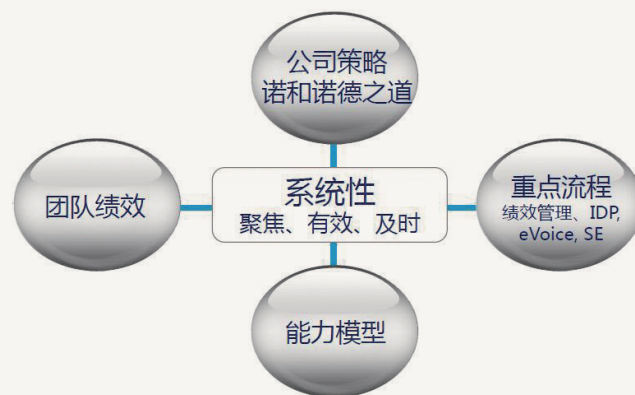 公司策略
诺和诺德之道
团队绩效
系统性
聚焦、有效、及时
重点流程
绩效管理、IDP,
eVoice, SE
能力模型